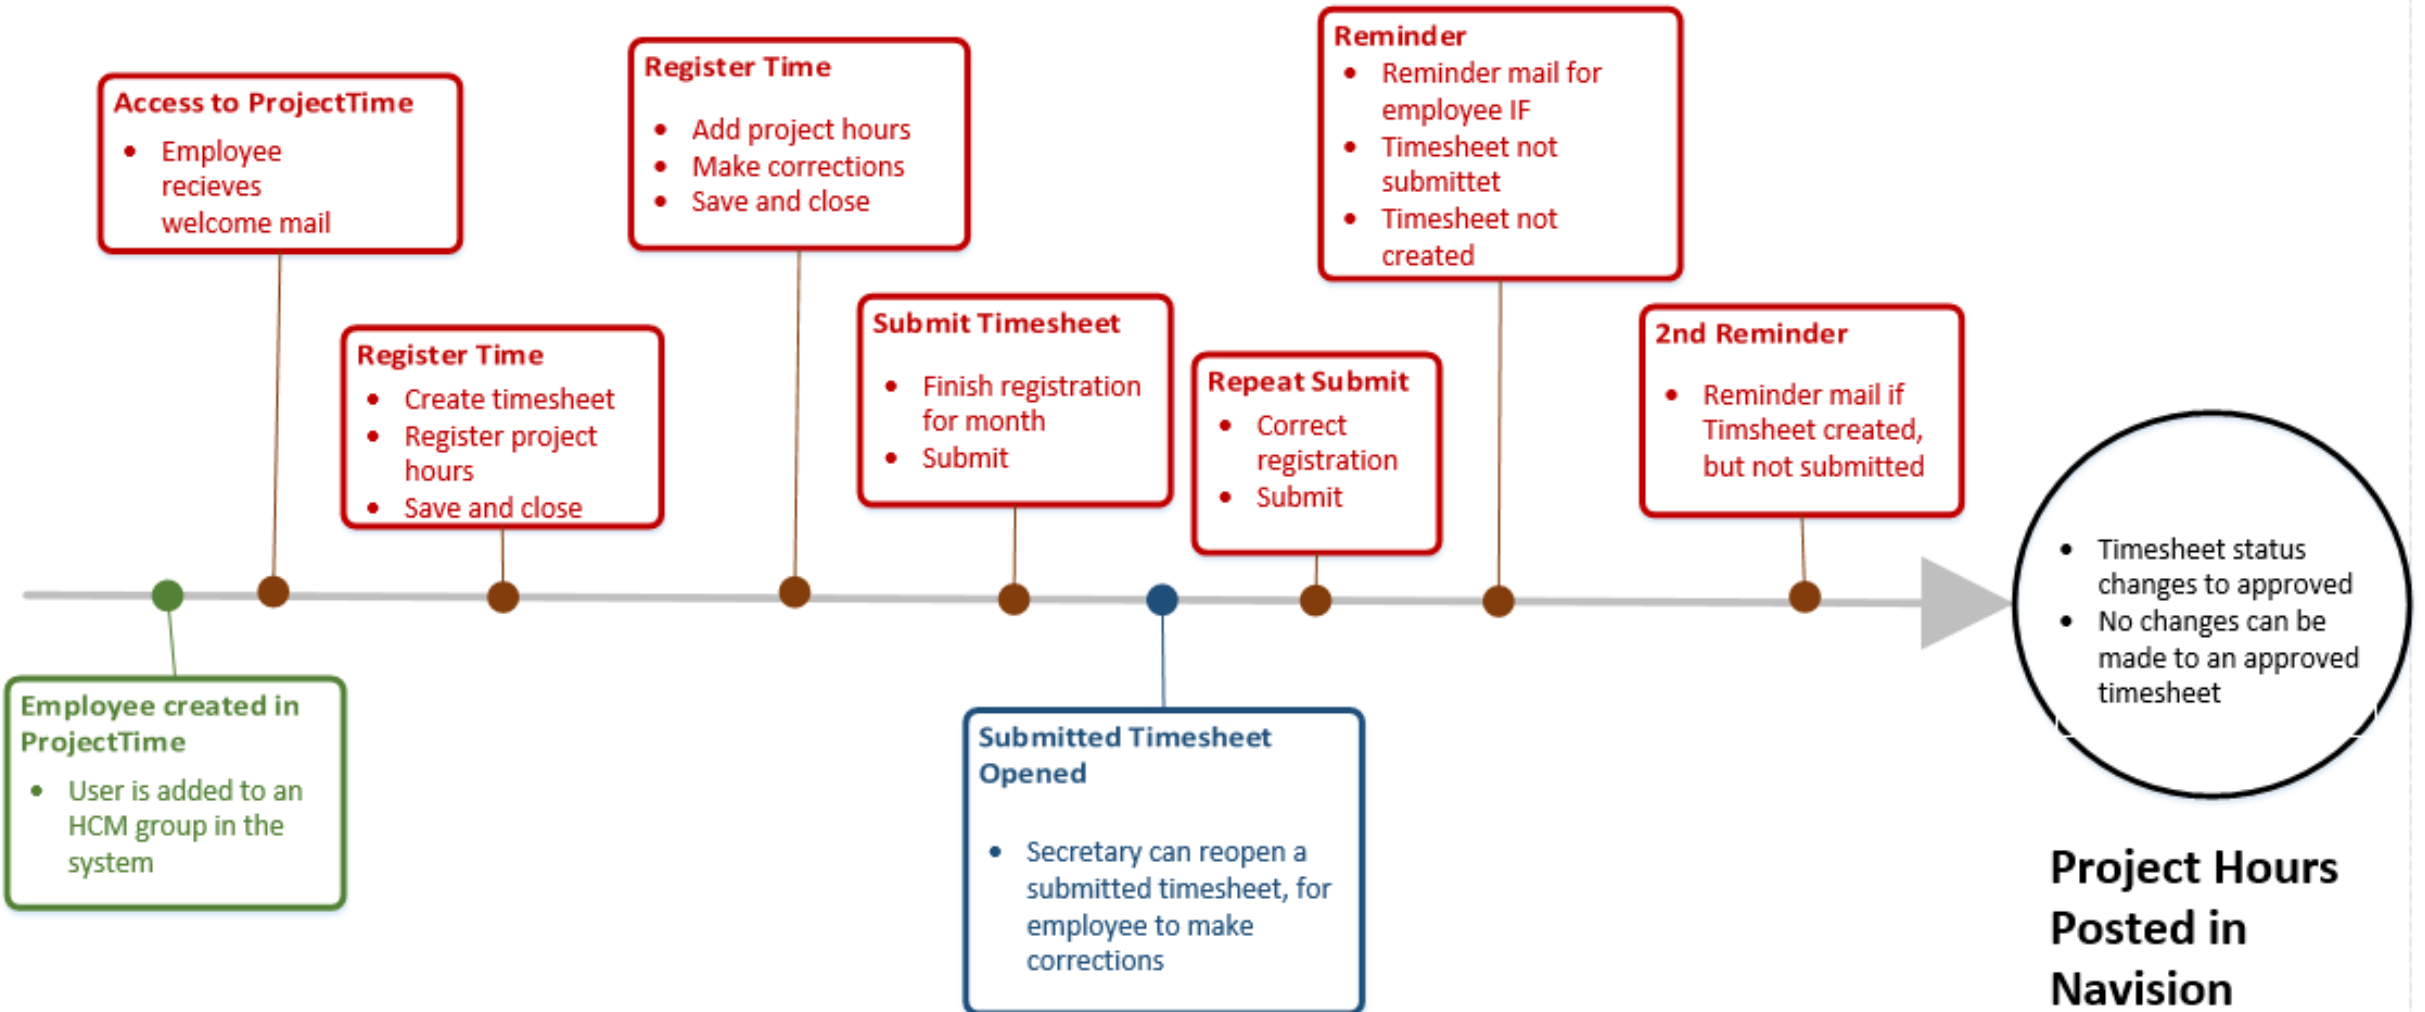 Access to ProjectTime
• Employee
recieves
welcome mail
Register Time
• Create timesheet
• Register project
hours
• Save and close
Register Time
• Add project hours
• Make corrections
• Save and close
Submit Timesheet
• Finish registration
for month
• Submit
Repeat Submit
• Correct
registration
• Submit
Reminder
• Reminder mail for
employee IF
• Timesheet not
submittet
• Timesheet not
created
2nd Reminder
• Reminder mail if
Timsheet created,
but not submitted
Employee created in
ProjectTime
• User is added to an
HCM group in the
system
Submitted Timesheet
Opened
• Secretary can reopen a
submitted timesheet, for
employee to make
corrections
• Timesheet status
changes to approved
• No changes can be
made to an approved
timesheet
Project Hours
Posted in
Navision